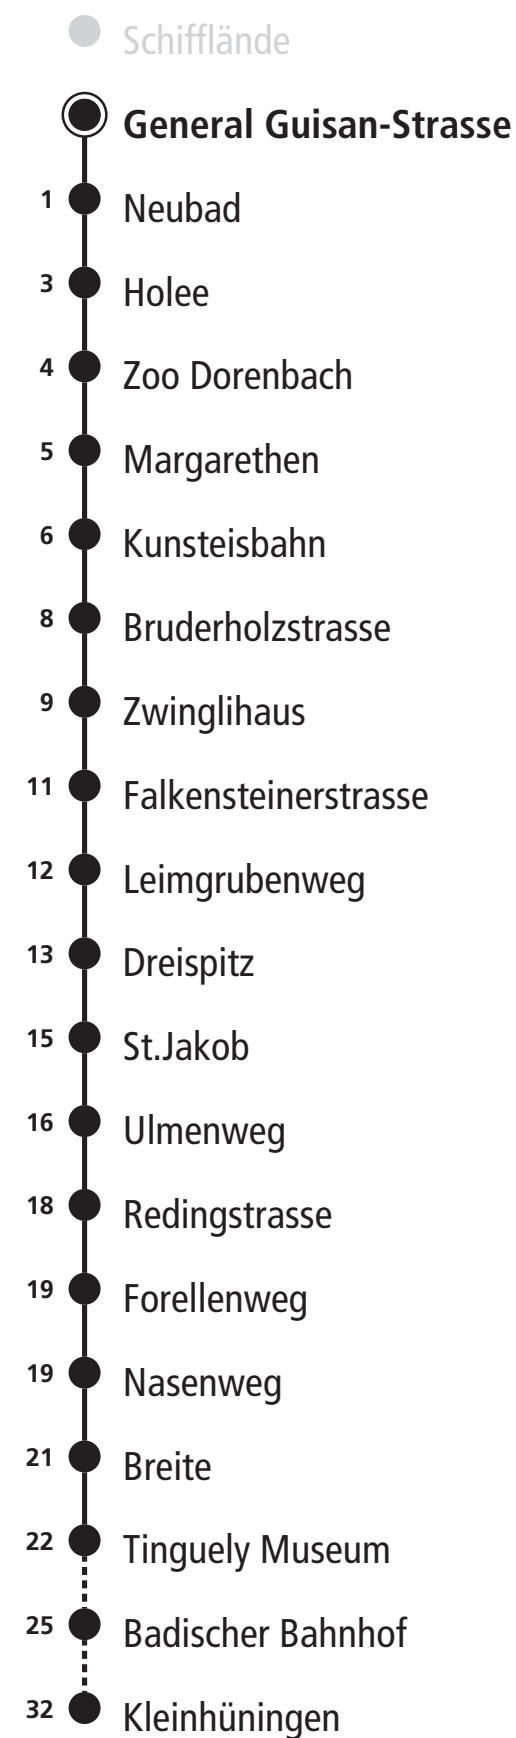 Schifflände
General Guisan-Strasse
1 Neubad
3 Holee
4 Zoo Dorenbach
5 Margarethen
6 Kunsteisbahn
8 Bruderholzstrasse
9 Zwinglihaus
11 Falkensteinerstrasse
12 Leimgrubenweg
13 Dreispitz
15 St.Jakob
16 Ulmenweg
18 Redingstrasse
19 Forellenweg
19 Nasenweg
21 Breite
22 Tinguely Museum
25 Badischer Bahnhof
32 Kleinhüningen